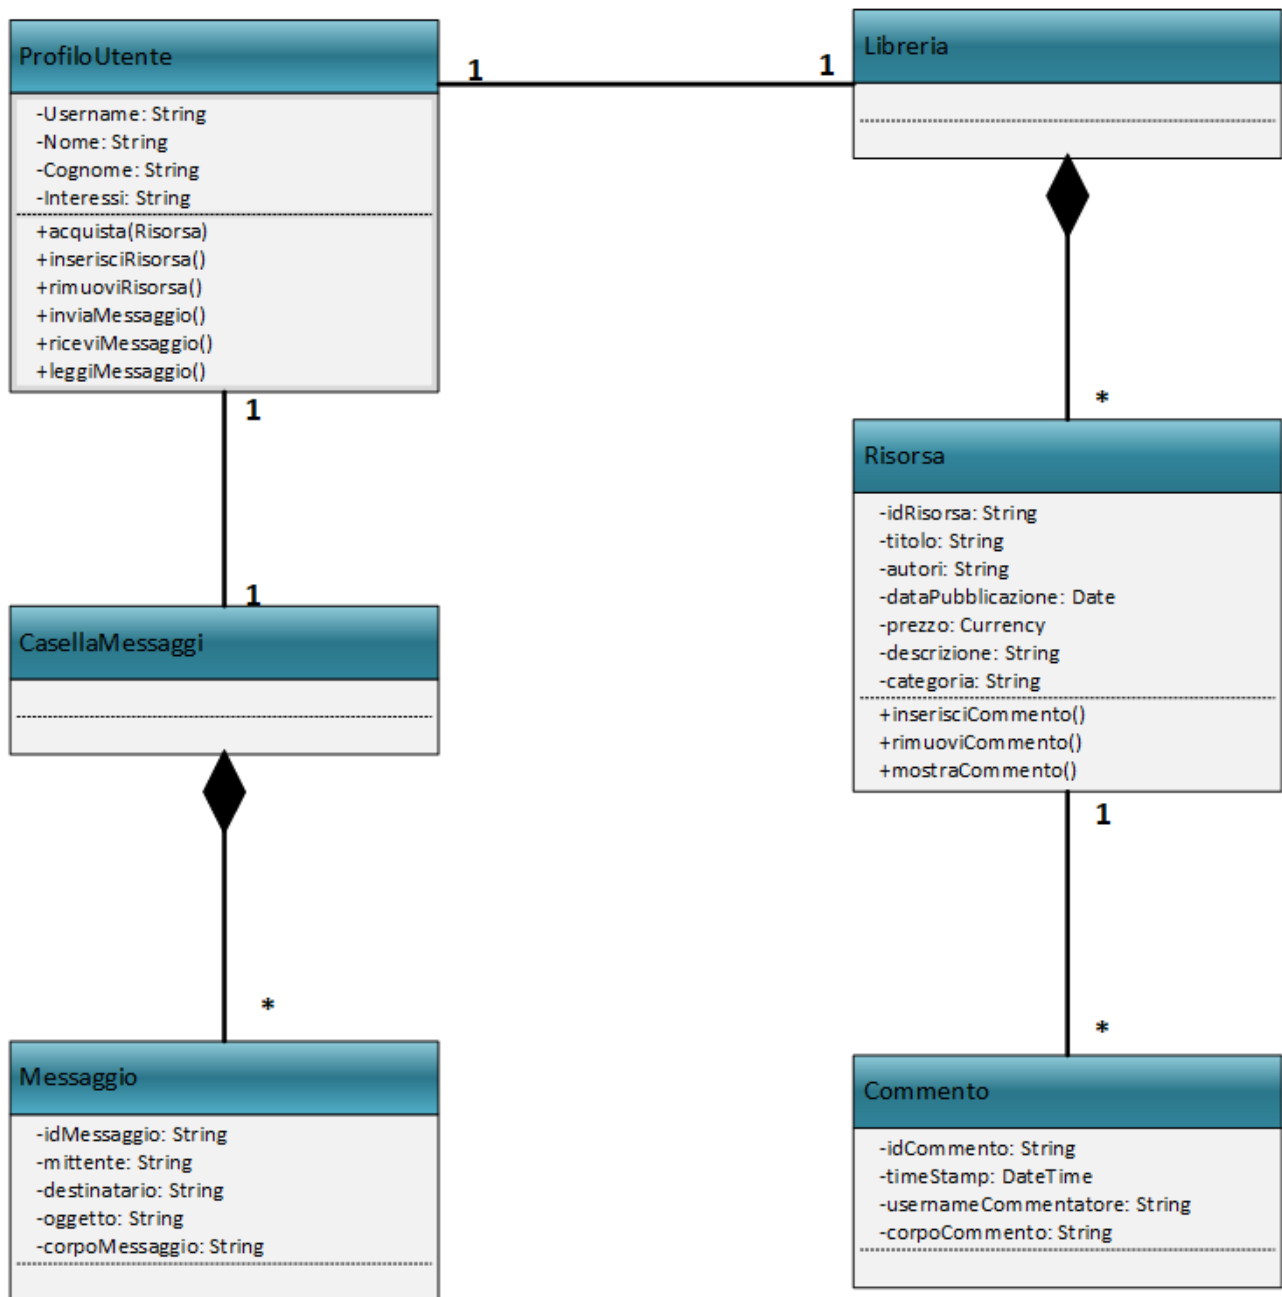 ProfiloUtente
-Username: String
-Nome: String
-Cognome: String
-Interessi: String
+acquista(Risorsa)
+inserisciRisorsa()
+rimuoviRisorsa()
+inviaMessaggio()
+riceviMessaggio()
+leggiMessaggio()
1
1
Libreria
1
1
CasellaMessaggi
*
Risorsa
-idRisorsa: String
-titolo: String
-autori: String
-dataPubblicazione: Date
-prezzo: Currency
-descrizione: String
-categoria: String
+inserisciCommento()
+rimuoviCommento()
+mostraCommento()
*
Messaggio
-idMessaggio: String
-mittente: String
-destinatario: String
-oggetto: String
-corpoMessaggio: String
1
*
Commento
-idCommento: String
-timeStamp: DateTime
-usernameCommentatore: String
-corpoCommento: String